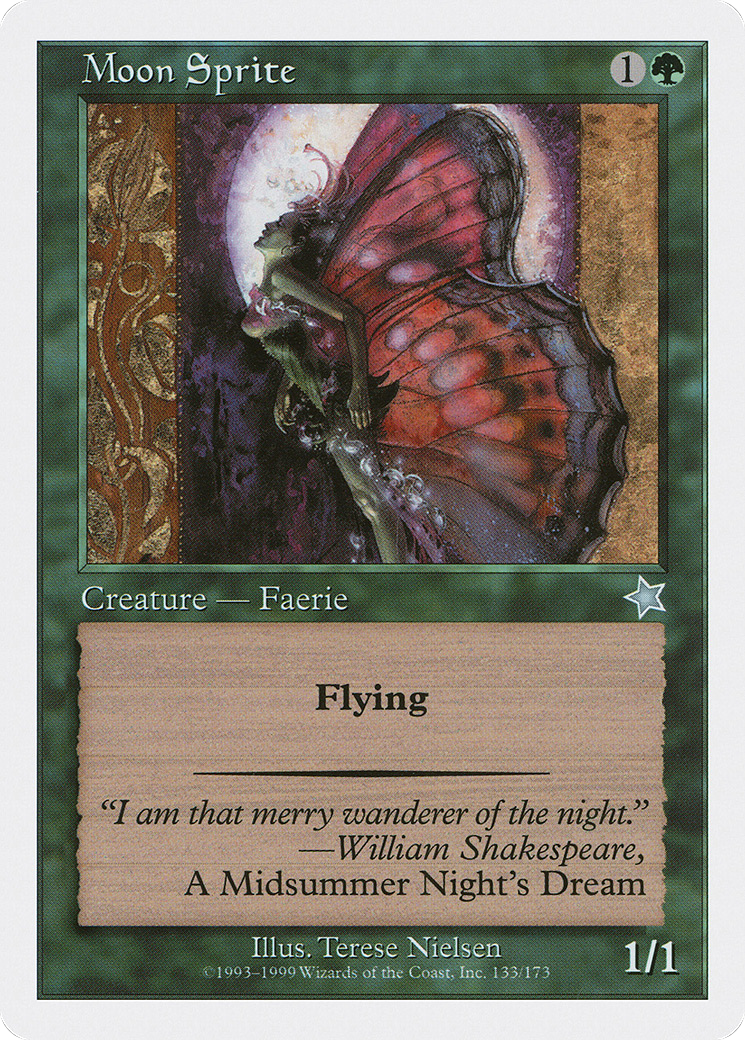 Moon Sprite 1
Creature — Faerie
Flying
“I am that merry wanderer of the night.”
—William Shakespeare,
A Midsummer Night’s Dream
Illus. Terese Nielsen
©1993–1999 Wizards of the Coast, Inc. 133/173
1/1